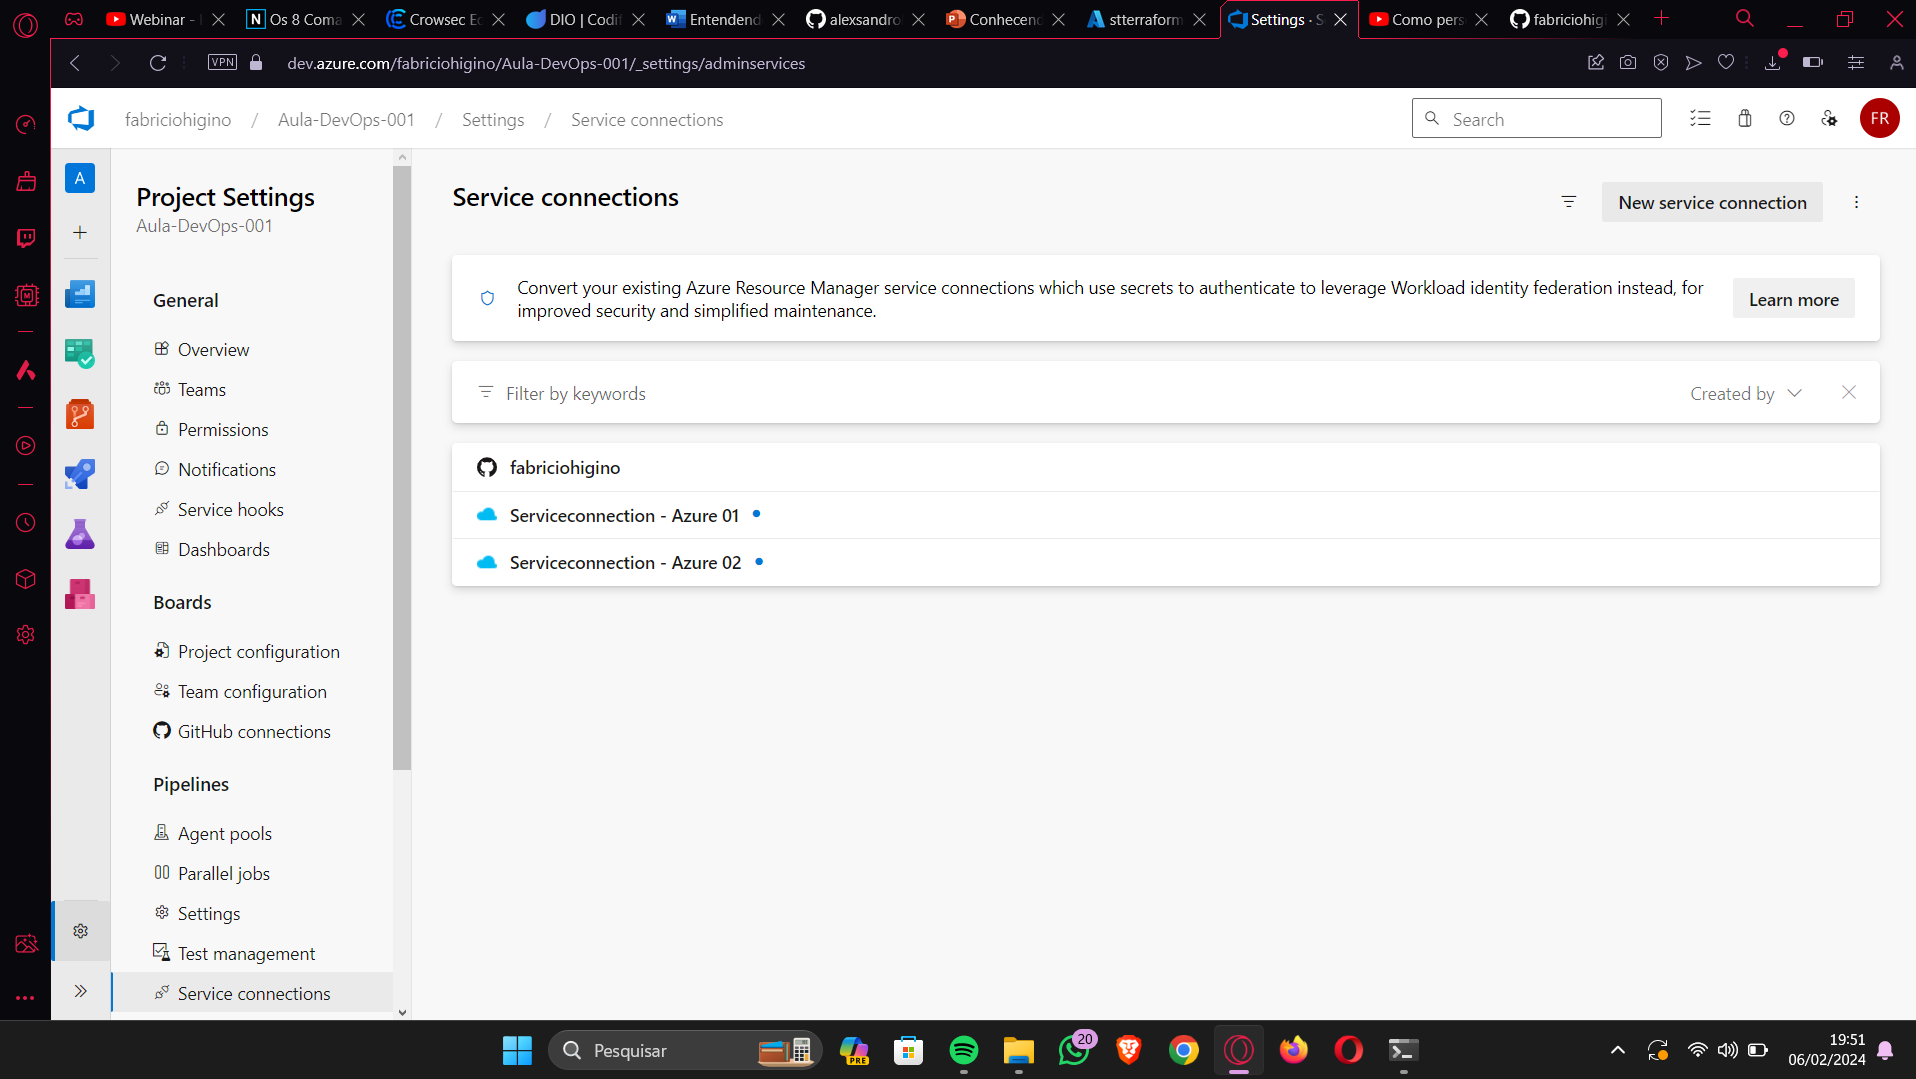 Webinar -
N Os 8 Coma
Crowsec Ec
DIO | Codif
Entendend
alexsandro
Conhecenc
stterraform
Settings · S
Como pers
fabriciohigi
VPN
dev.azure.com/fabriciohigino/Aula-DevOps-001/_settings/adminservices
fabriciohigino / Aula-DevOps-001 / Settings / Service connections
Search
FR
A
Project Settings
Aula-DevOps-001
General
Overview
Teams
Permissions
Notifications
Service hooks
Dashboards
Boards
Project configuration
Team configuration
GitHub connections
Pipelines
Agent pools
Parallel jobs
Settings
Test management
Service connections
Service connections
New service connection
Convert your existing Azure Resource Manager service connections which use secrets to authenticate to leverage Workload identity federation instead, for
improved security and simplified maintenance.
Learn more
Filter by keywords
Created by
fabriciohigino
Serviceconnection - Azure 01
Serviceconnection - Azure 02
Pesquisar
PRE
20
19:51
06/02/2024